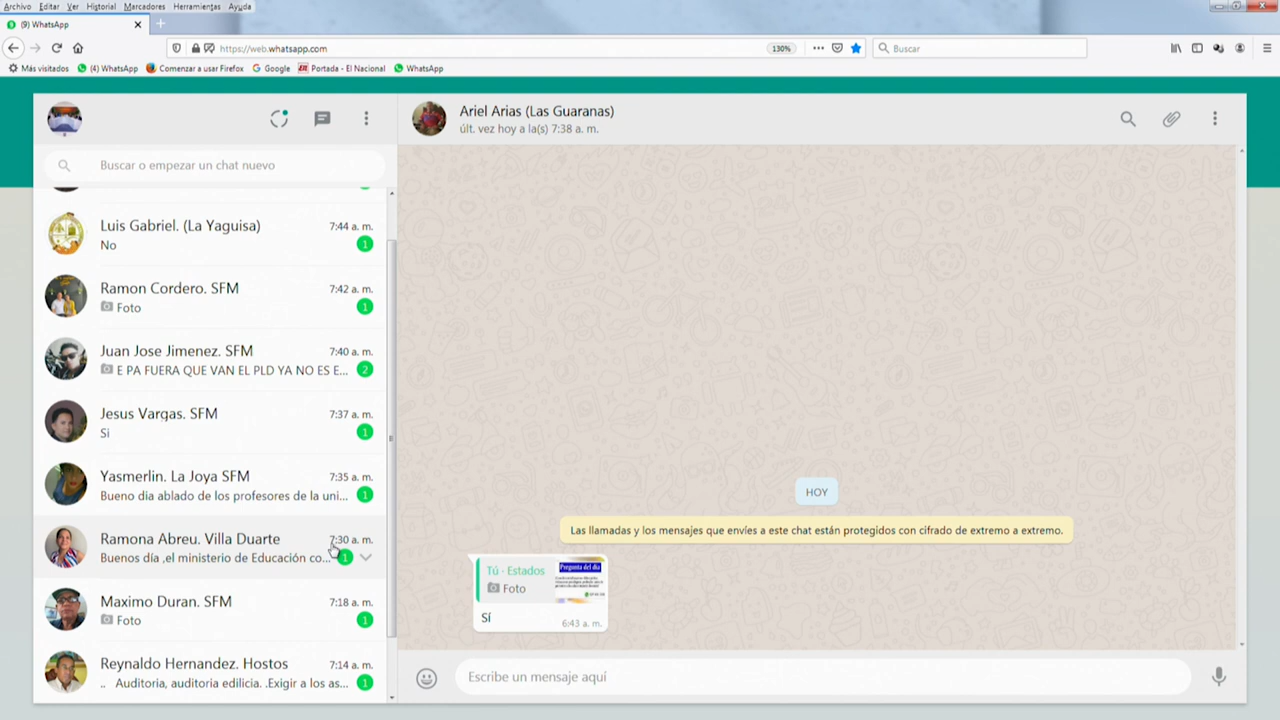 Archivo Editar Ver Historial Marcadores Herramientas Ayuda
(9) WhatsApp
https://web.whatsapp.com
130%
Buscar
Más visitados (4) WhatsApp Comenzar a usar Firefox Google Portada - El Nacional WhatsApp
Ariel Arias (Las Guaranas)
últ. vez hoy a la(s) 7:38 a. m.
Buscar o empezar un chat nuevo
Luis Gabriel. (La Yaguisa) 7:44 a. m.
No 1
Ramon Cordero. SFM 7:42 a. m.
Foto 1
Juan Jose Jimenez. SFM 7:40 a. m.
E PA FUERA QUE VAN EL PLD YA NO ES E... 2
Jesus Vargas. SFM 7:37 a. m.
Si 1
Yasmerlin. La Joya SFM 7:35 a. m.
Bueno dia ablado de los profesores de la uni... 1
Ramona Abreu. Villa Duarte 7:30 a. m.
Buenos día ,el ministerio de Educación co... 1
Maximo Duran. SFM 7:18 a. m.
Foto 1
Reynaldo Hernandez. Hostos 7:14 a. m.
.. Auditoria, auditoria edilicia. .Exigir a los as... 1
HOY
Las llamadas y los mensajes que envíes a este chat están protegidos con cifrado de extremo a extremo.
Tú · Estados
Foto
Pregunta del día
Sí
6:43 a. m.
Escribe un mensaje aquí